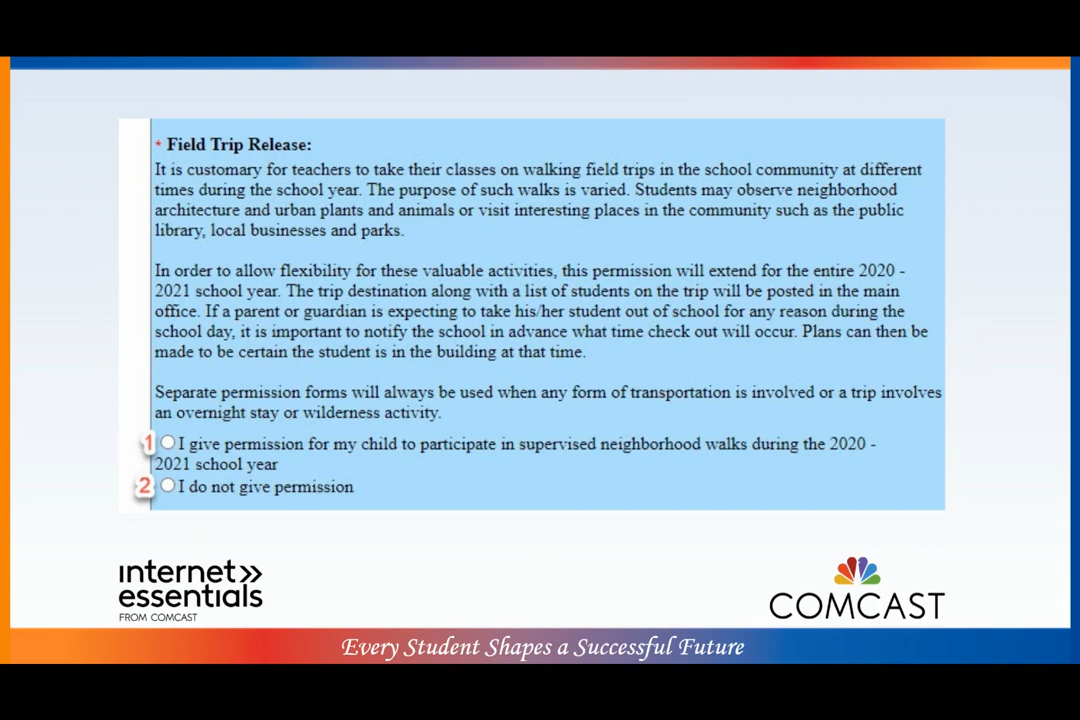 * Field Trip Release:
It is customary for teachers to take their classes on walking field trips in the school community at different
times during the school year. The purpose of such walks is varied. Students may observe neighborhood
architecture and urban plants and animals or visit interesting places in the community such as the public
library, local businesses and parks.
In order to allow flexibility for these valuable activities, this permission will extend for the entire 2020 -
2021 school year. The trip destination along with a list of students on the trip will be posted in the main
office. If a parent or guardian is expecting to take his/her student out of school for any reason during the
school day, it is important to notify the school in advance what time check out will occur. Plans can then be
made to be certain the student is in the building at that time.
Separate permission forms will always be used when any form of transportation is involved or a trip involves
an overnight stay or wilderness activity.
1 I give permission for my child to participate in supervised neighborhood walks during the 2020 -
2021 school year
2 I do not give permission
internet
essentials
FROM COMCAST
COMCAST
Every Student Shapes a Successful Future